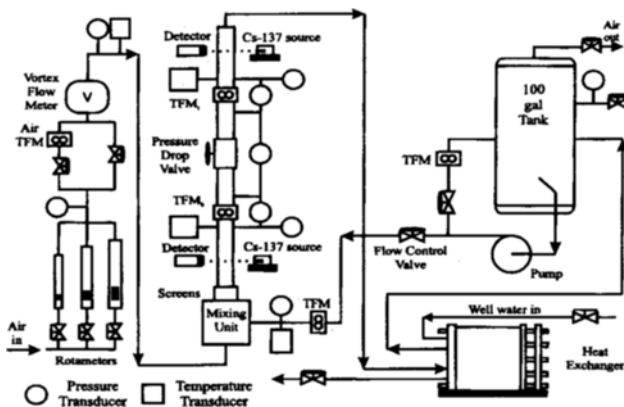 Detector
Cs-137 source
Air
out
Vortex
Flow
Meter
V
TFM
100
gal
Tank
Air
TFM
Pressure
Drop
Valve
TFM
TFM
Detector
Cs-137 source
Flow Control
Valve
Pump
Screens
TFM
Mixing
Unit
Well water in
Air
in
Rotameters
Heat
Exchanger
Pressure
Transducer
Temperature
Transducer